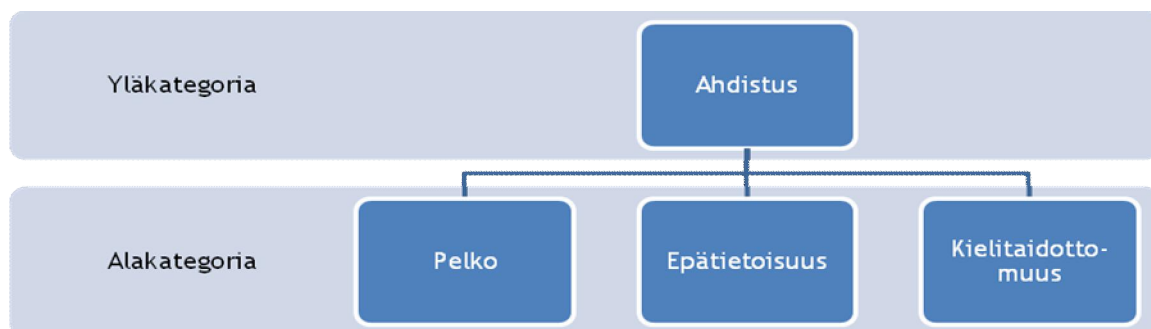 Yläkategoria
Ahdistus
Alakategoria
Pelko
Epätietoisuus
Kielitaidotto-
muus